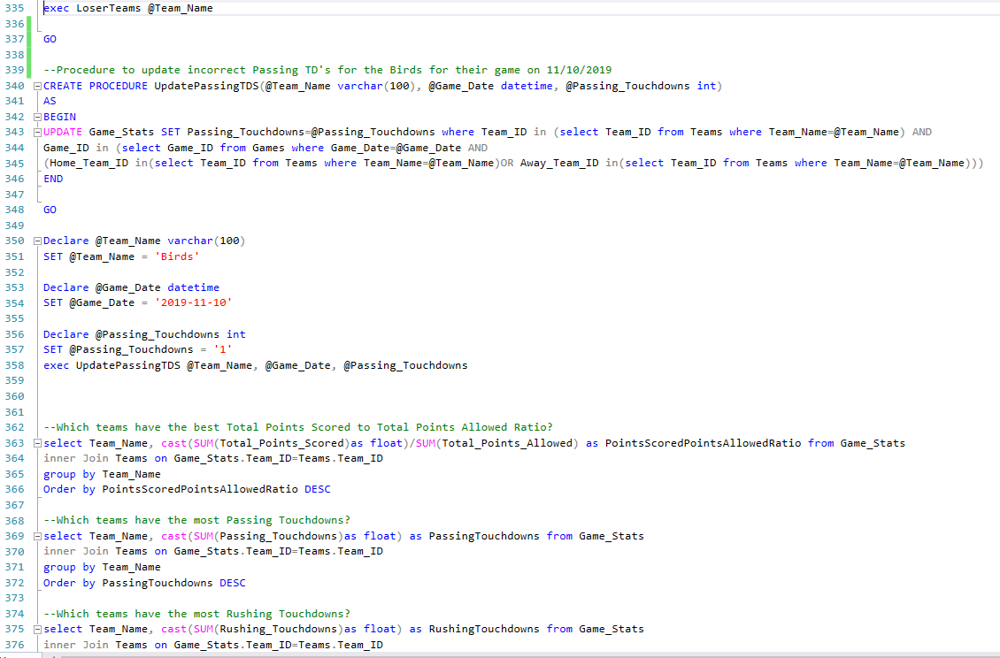 335 exec LoserTeams @Team_Name
336
337 GO
338
339 --Procedure to update incorrect Passing TD's for the Birds for their game on 11/10/2019
340 CREATE PROCEDURE UpdatePassingTDS(@Team_Name varchar(100), @Game_Date datetime, @Passing_Touchdowns int)
341 AS
342 BEGIN
343 UPDATE Game_Stats SET Passing_Touchdowns=@Passing_Touchdowns where Team_ID in (select Team_ID from Teams where Team_Name=@Team_Name) AND
344 Game_ID in (select Game_ID from Games where Game_Date=@Game_Date AND
345 (Home_Team_ID in(select Team_ID from Teams where Team_Name=@Team_Name)OR Away_Team_ID in(select Team_ID from Teams where Team_Name=@Team_Name)))
346 END
347
348 GO
349
350 Declare @Team_Name varchar(100)
351 SET @Team_Name = 'Birds'
352
353 Declare @Game_Date datetime
354 SET @Game_Date = '2019-11-10'
355
356 Declare @Passing_Touchdowns int
357 SET @Passing_Touchdowns = '1'
358 exec UpdatePassingTDS @Team_Name, @Game_Date, @Passing_Touchdowns
359
360
361
362 --Which teams have the best Total Points Scored to Total Points Allowed Ratio?
363 select Team_Name, cast(SUM(Total_Points_Scored)as float)/SUM(Total_Points_Allowed) as PointsScoredPointsAllowedRatio from Game_Stats
364 inner Join Teams on Game_Stats.Team_ID=Teams.Team_ID
365 group by Team_Name
366 Order by PointsScoredPointsAllowedRatio DESC
367
368 --Which teams have the most Passing Touchdowns?
369 select Team_Name, cast(SUM(Passing_Touchdowns)as float) as PassingTouchdowns from Game_Stats
370 inner Join Teams on Game_Stats.Team_ID=Teams.Team_ID
371 group by Team_Name
372 Order by PassingTouchdowns DESC
373
374 --Which teams have the most Rushing Touchdowns?
375 select Team_Name, cast(SUM(Rushing_Touchdowns)as float) as RushingTouchdowns from Game_Stats
376 inner Join Teams on Game_Stats.Team_ID=Teams.Team_ID